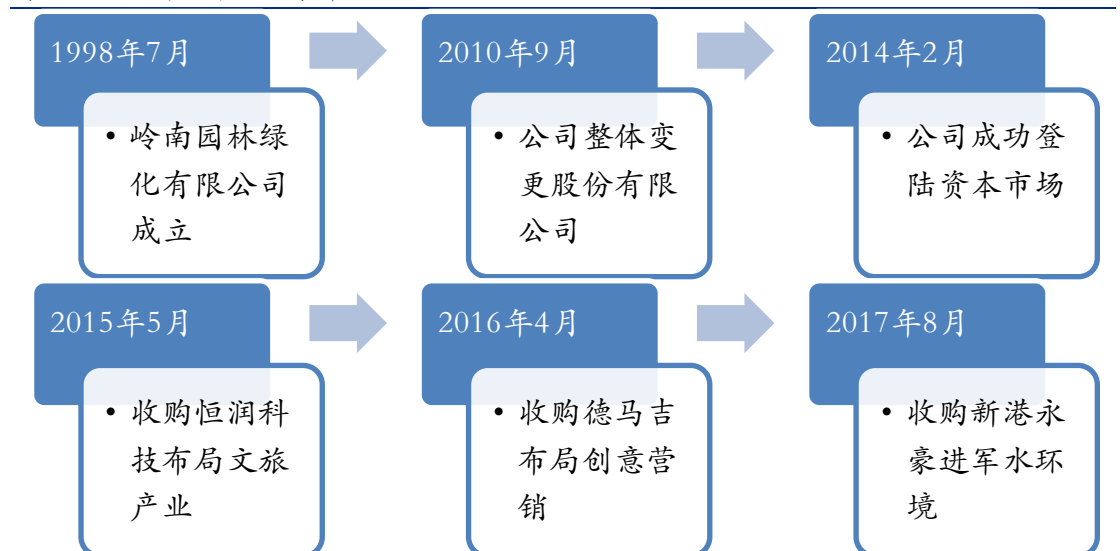 1998年7月
• 岭南园林绿
化有限公司
成立
2010年9月
• 公司整体变
更股份有限
公司
2014年2月
• 公司成功登
陆资本市场
2015年5月
• 收购恒润科
技布局文旅
产业
2016年4月
• 收购德马吉
布局创意营
销
2017年8月
• 收购新港永
豪进军水环
境